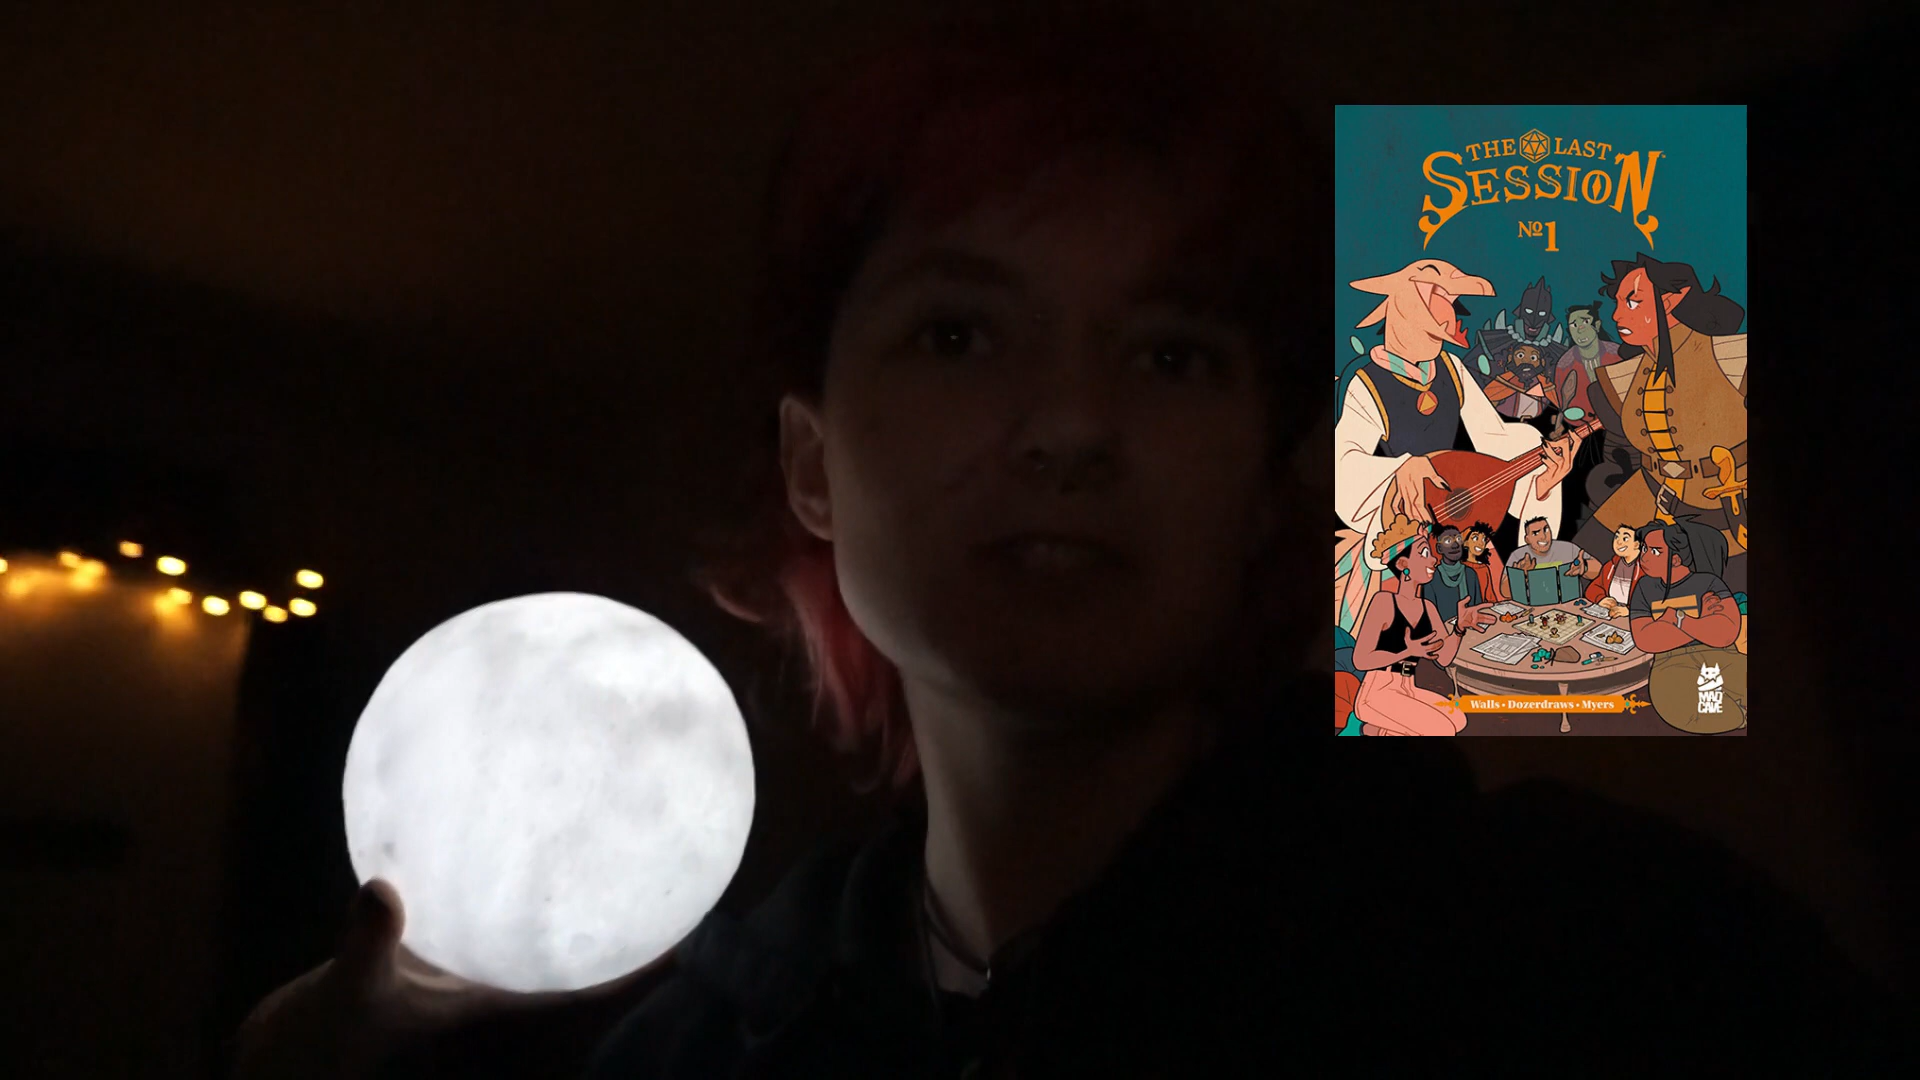 THE LAST
SESSION
Nº1
Walls • Dozerdraws • Myers
MAD
CAVE